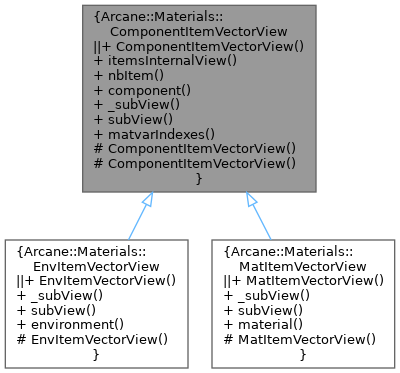 {Arcane::Materials::
ComponentItemVectorView
||+ ComponentItemVectorView()
+ itemsInternalView()
+ nbItem()
+ component()
+ _subView()
+ subView()
+ matvarIndexes()
# ComponentItemVectorView()
# ComponentItemVectorView()
}
{Arcane::Materials::
EnvItemVectorView
||+ EnvItemVectorView()
+ _subView()
+ subView()
+ environment()
# EnvItemVectorView()
}
{Arcane::Materials::
MatItemVectorView
||+ MatItemVectorView()
+ _subView()
+ subView()
+ material()
# MatItemVectorView()
}